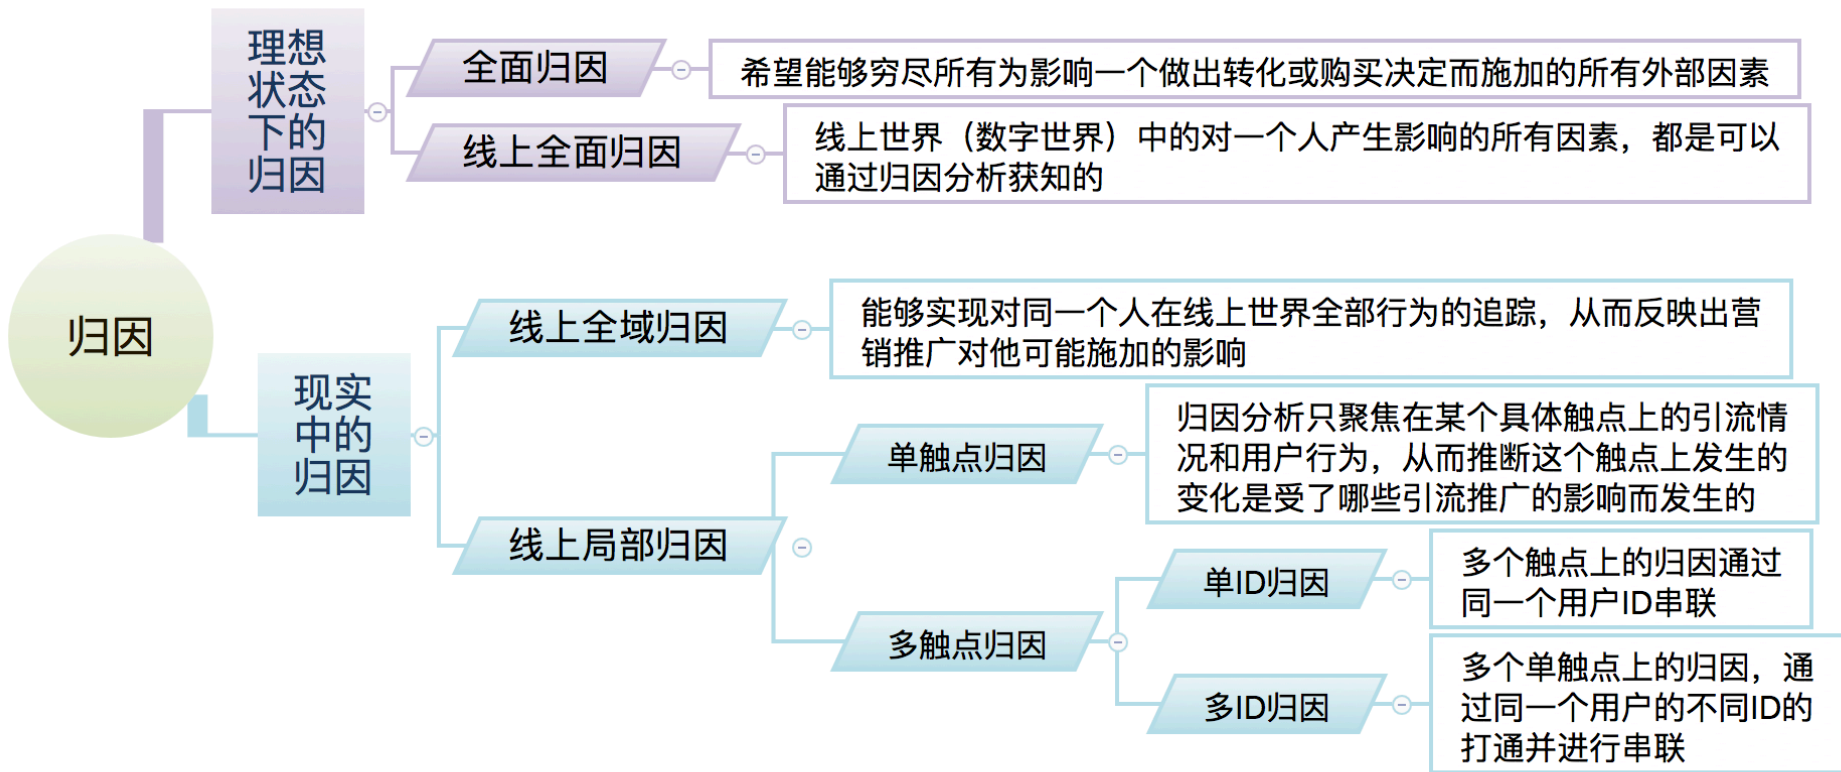 归因
理想
状态
下的
归因
全面归因
希望能够穷尽所有为影响一个做出转化或购买决定而施加的所有外部因素
线上全面归因
线上世界（数字世界）中的对一个人产生影响的所有因素，都是可以
通过归因分析获知的
现实
中的
归因
线上全域归因
能够实现对同一个人在线上世界全部行为的追踪，从而反映出营
销推广对他可能施加的影响
线上局部归因
单触点归因
归因分析只聚焦在某个具体触点上的引流情
况和用户行为，从而推断这个触点上发生的
变化是受了哪些引流推广的影响而发生的
多触点归因
单ID归因
多个触点上的归因通过
同一个用户ID串联
多ID归因
多个单触点上的归因，通
过同一个用户的不同ID的
打通并进行串联